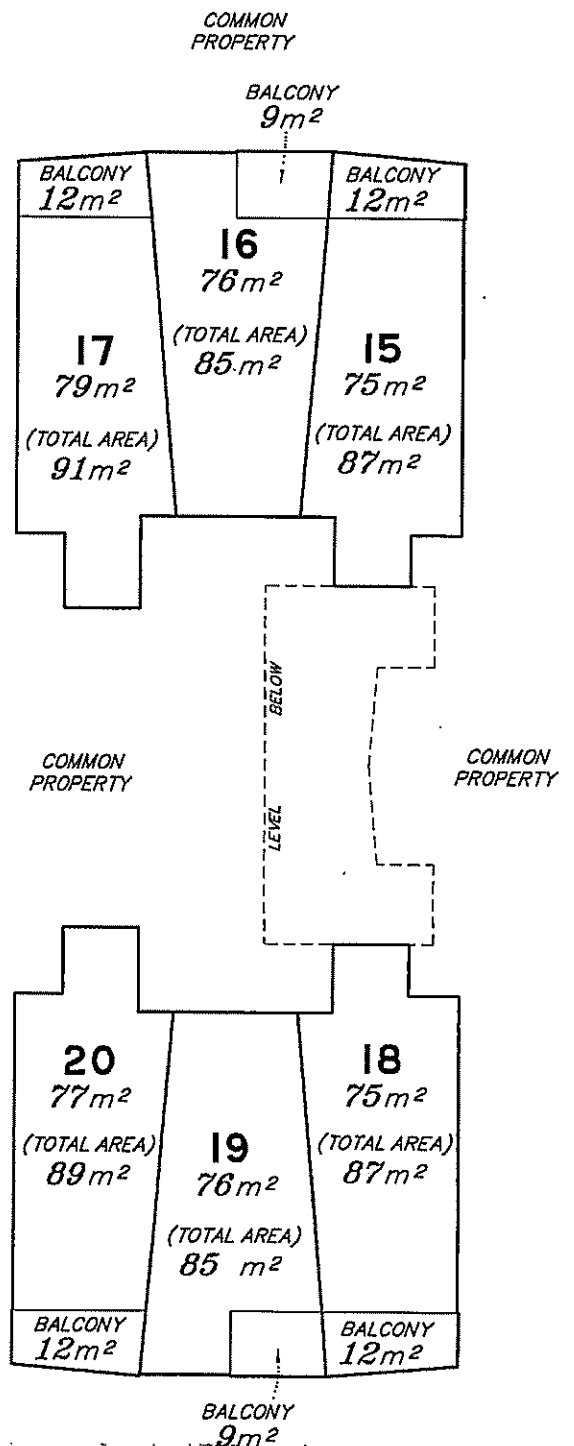 COMMON
PROPERTY
BALCONY
9m²
BALCONY
12m²
BALCONY
12m²
16
76m²
(TOTAL AREA)
85m²
17
79m²
(TOTAL AREA)
91m²
15
75m²
(TOTAL AREA)
87m²
BELOW
LEVEL
COMMON
PROPERTY
COMMON
PROPERTY
20
77m²
(TOTAL AREA)
89m²
19
76m²
(TOTAL AREA)
85 m²
18
75m²
(TOTAL AREA)
87m²
BALCONY
12m²
BALCONY
12m²
BALCONY
9m²